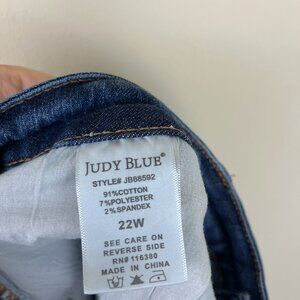 JUDY BLUE®
STYLE# JB88592
91%COTTON
7%POLYESTER
2%SPANDEX
22W
SEE CARE ON
REVERSE SIDE
RN# 116380
MADE IN CHINA